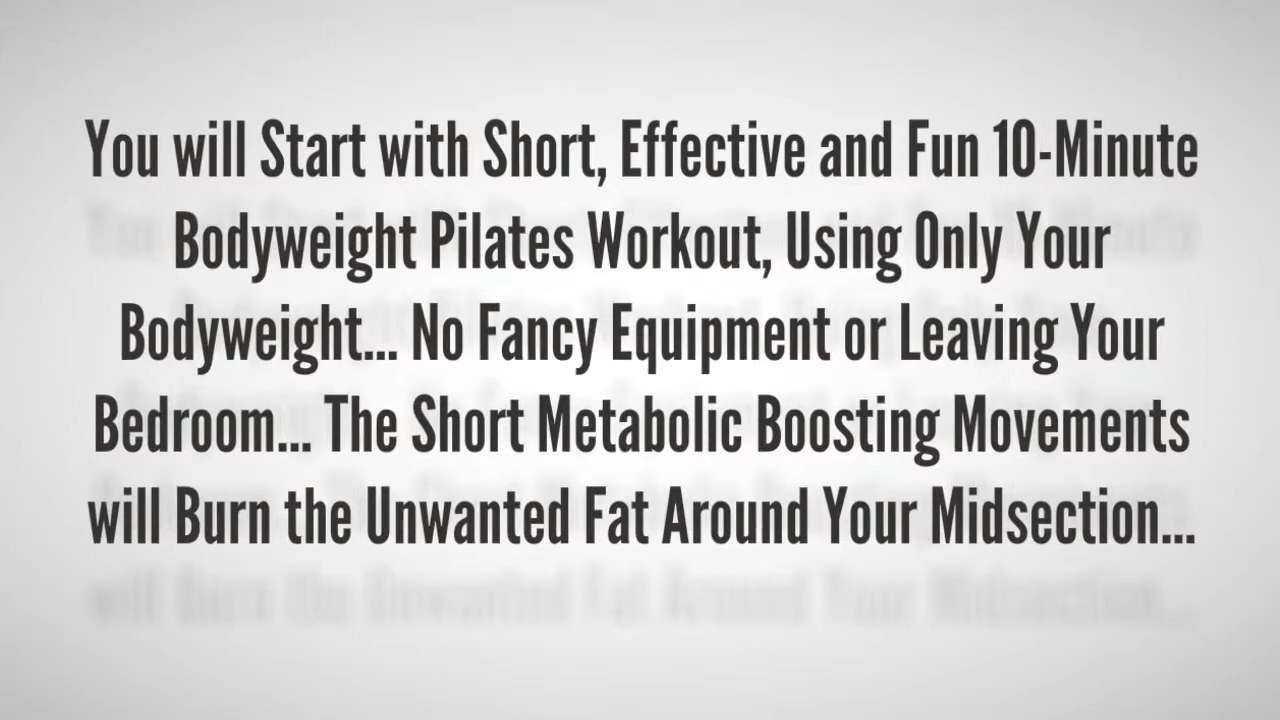 You will Start with Short, Effective and Fun 10-Minute
Bodyweight Pilates Workout, Using Only Your
Bodyweight... No Fancy Equipment or Leaving Your
Bedroom... The Short Metabolic Boosting Movements
will Burn the Unwanted Fat Around Your Midsection...